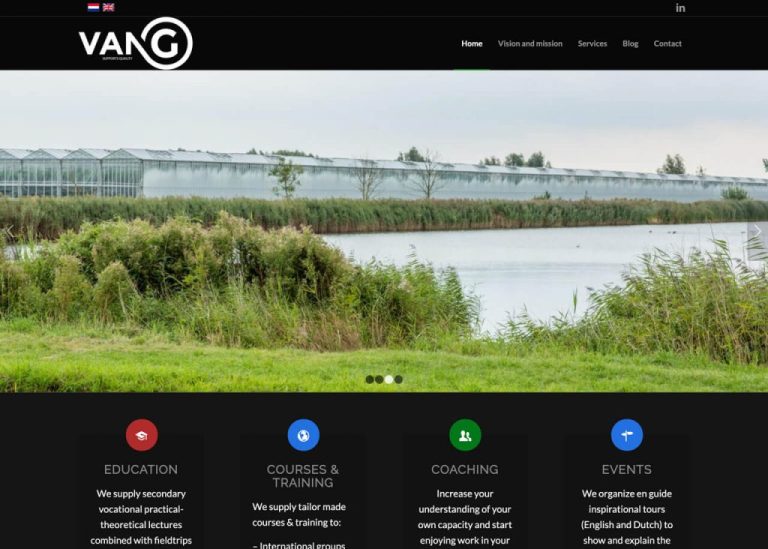 in
VANG
SUPPORTS QUALITY
Home Vision and mission Services Blog Contact
EDUCATION
We supply secondary
vocational practical-
theoretical lectures
combined with fieldtrips
COURSES &
TRAINING
We supply tailor made
courses & training to:
– International groups
COACHING
Increase your
understanding of your
own capacity and start
enjoying work in your
EVENTS
We organize en guide
inspirational tours
(English and Dutch) to
show and explain the